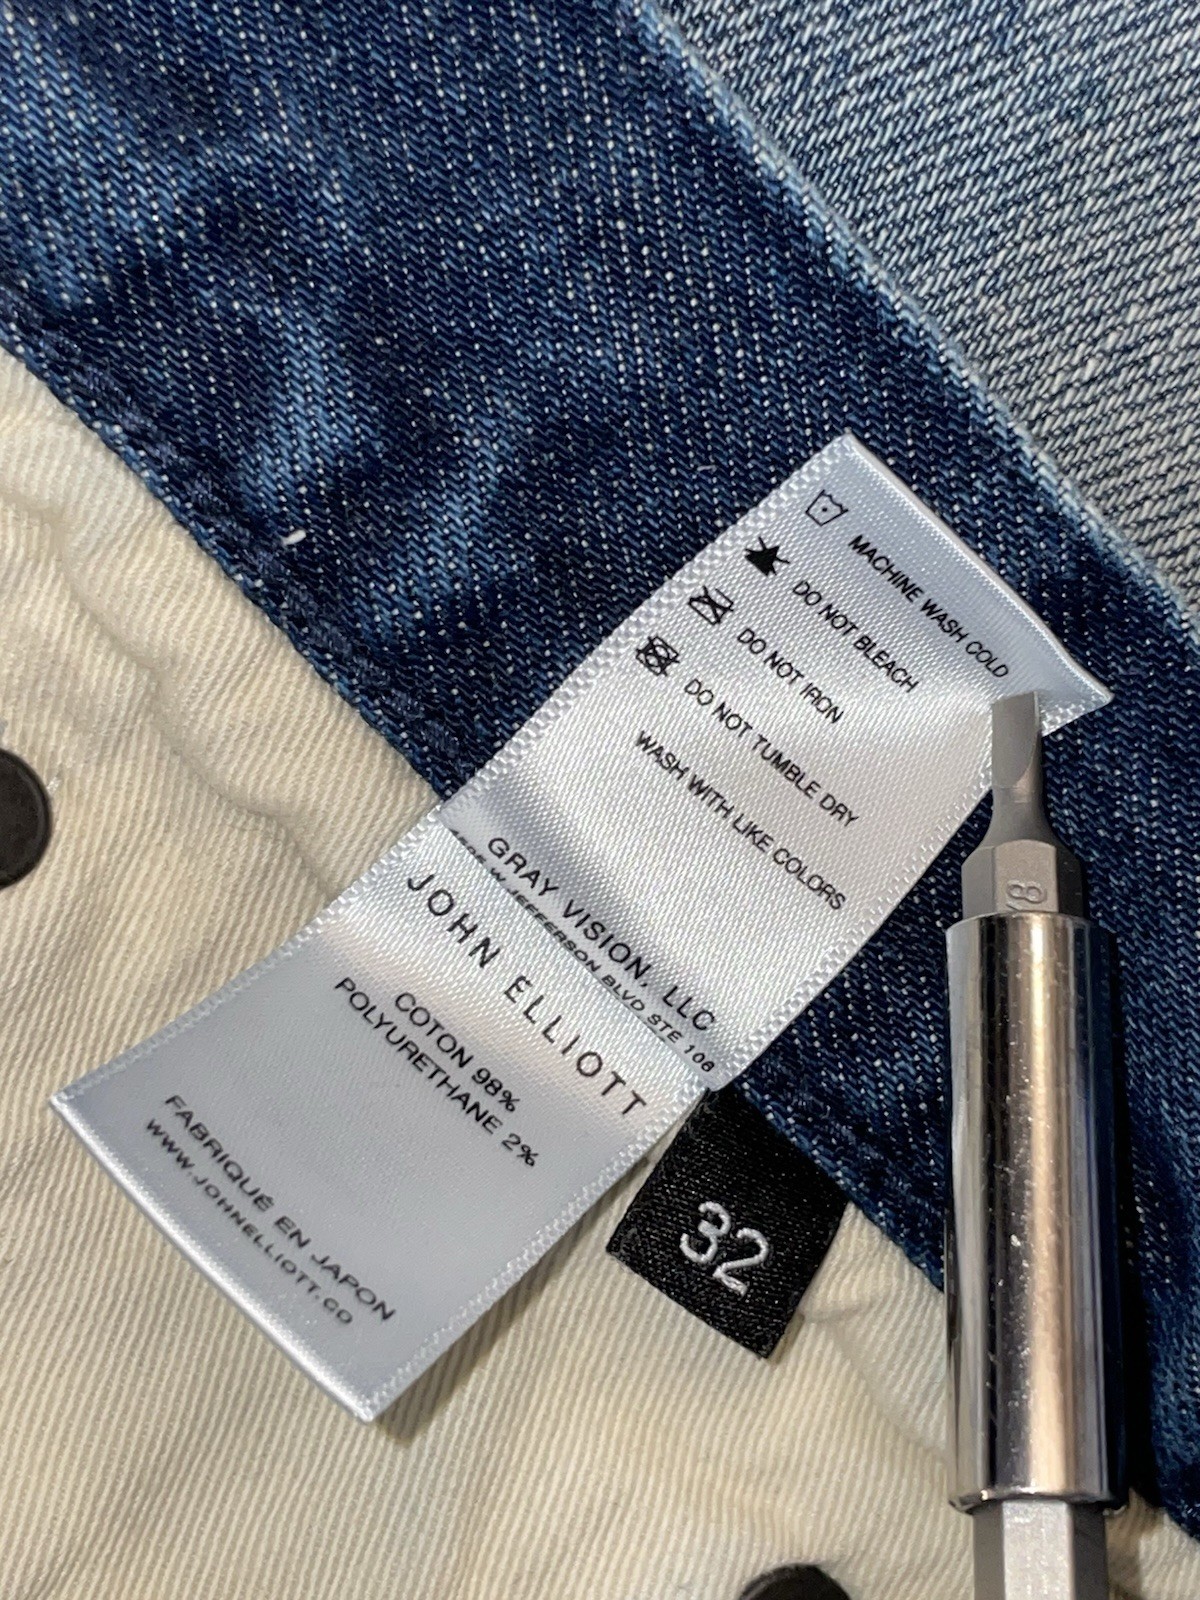 MACHINE WASH COLD
DO NOT BLEACH
DO NOT IRON
DO NOT TUMBLE DRY
WASH WITH LIKE COLORS
GRAY VISION, LLC
W JEFFERSON BLVD STE 106
JOHN ELLIOTT
COTON 98%
POLYURETHANE 2%
FABRIQUÉ EN JAPON
WWW.JOHNELLIOTT.CO
32
8